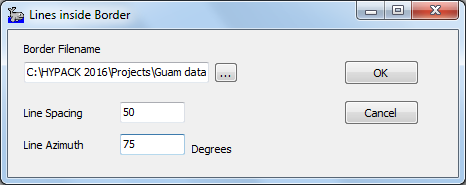 Lines inside Border
Border Filename
C:\HYPACK 2016\Projects\Guam data
...
OK
Line Spacing
50
Cancel
Line Azimuth
75
Degrees